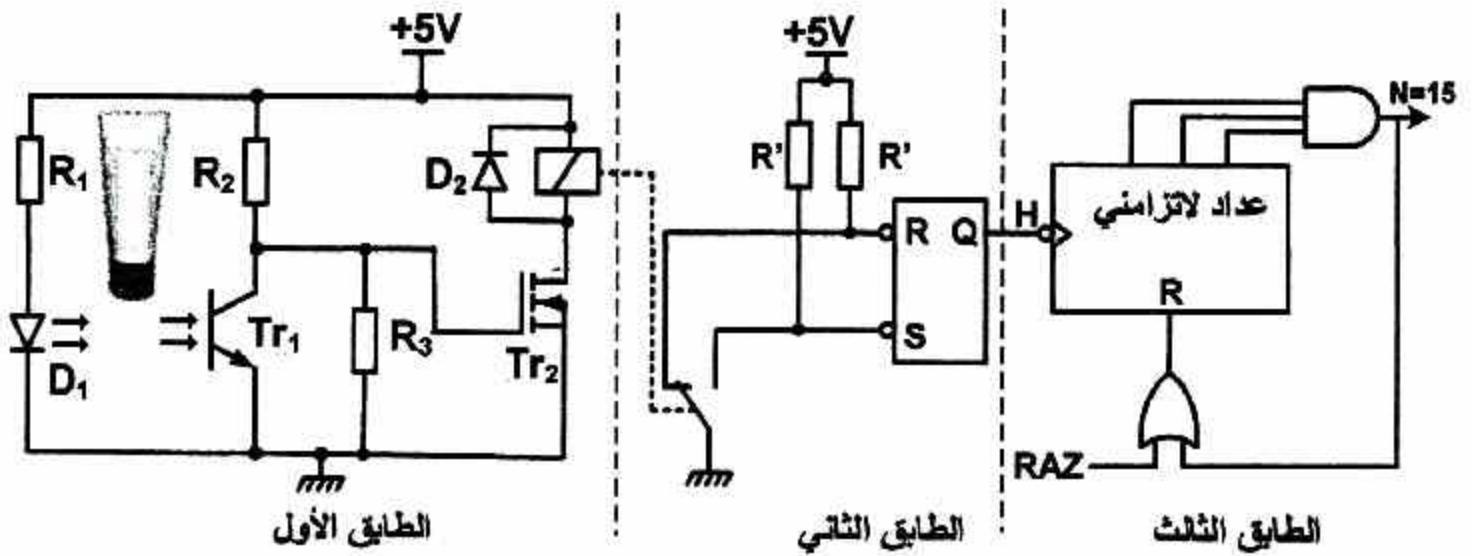 +5V
+5V
N=15
R₁
R₂
D₂
R'
R'
R
Q
H
عداد لاتزامني
R
S
D₁
Tr₁
R₃
Tr₂
RAZ
الطابق الأول
الطابق الثاني
الطابق الثالث